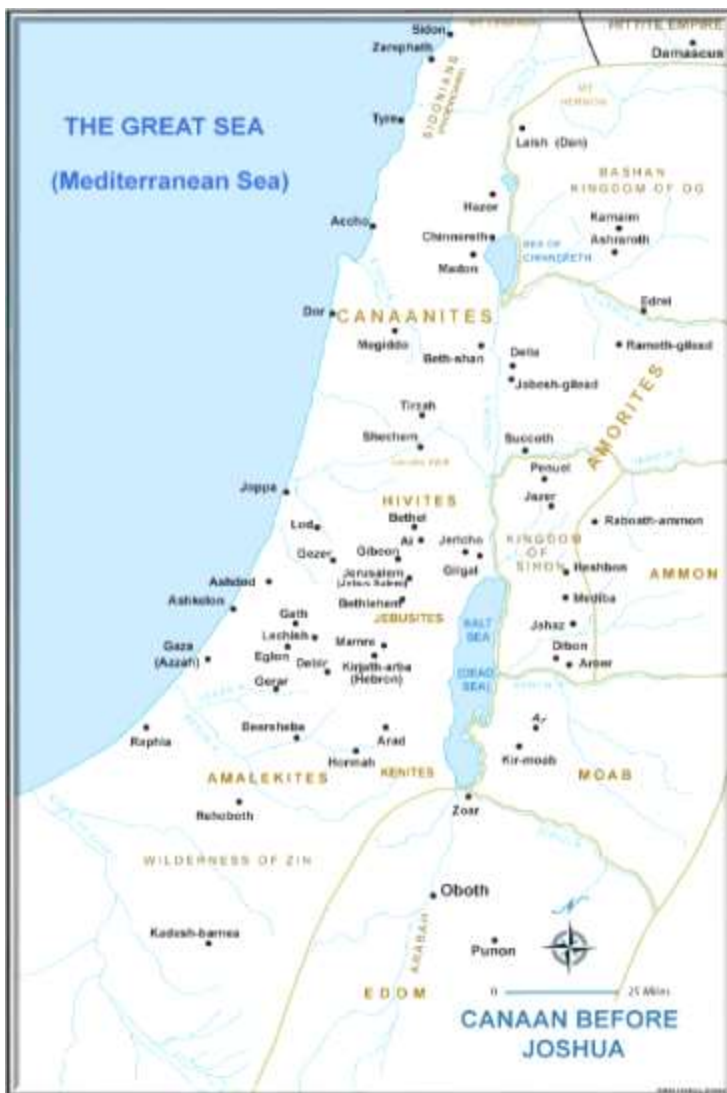 Sidon
HITTITE EMPIRE
Damascus
Zarephath
SIDONIANS
MT
HERMON
THE GREAT SEA
(Mediterranean Sea)
Tyre
Laish (Dan)
BASHAN
KINGDOM OF OG
Hazor
Karnaim
Ashtaroth
Accho
Chinnereth
SEA OF
CHINNERETH
Madon
Edrei
Dor
CANAANITES
Megiddo
Beth-shan
Ramoth-gilead
Jabesh-gilead
AMORITES
Tirzah
Shechem
Succoth
Penuel
Joppa
HIVITES
Jazer
Lod
Bethel
Ai
Jericho
Rabbath-ammon
Gezer
Gibeon
Gilgal
KINGDOM
OF
SIHON
Jerusalem
Heshbon
AMMON
Ashdod
Ashkelon
Bethlehem
Medeba
Gath
JEBUSITES
SALT
SEA
Lachish
Mamre
Jahaz
Gaza
(Azzah)
Eglon
Debir
Kirjath-arba
(Hebron)
(DEAD
SEA)
Dibon
Aroer
Gerar
Raphia
Beersheba
Arad
Ar
Hormah
Kir-moab
AMALEKITES
KENITES
MOAB
Rehoboth
Zoar
WILDERNESS OF ZIN
Oboth
Kadesh-barnea
ARABAH
Punon
N
EDOM
0 25 Miles
CANAAN BEFORE
JOSHUA